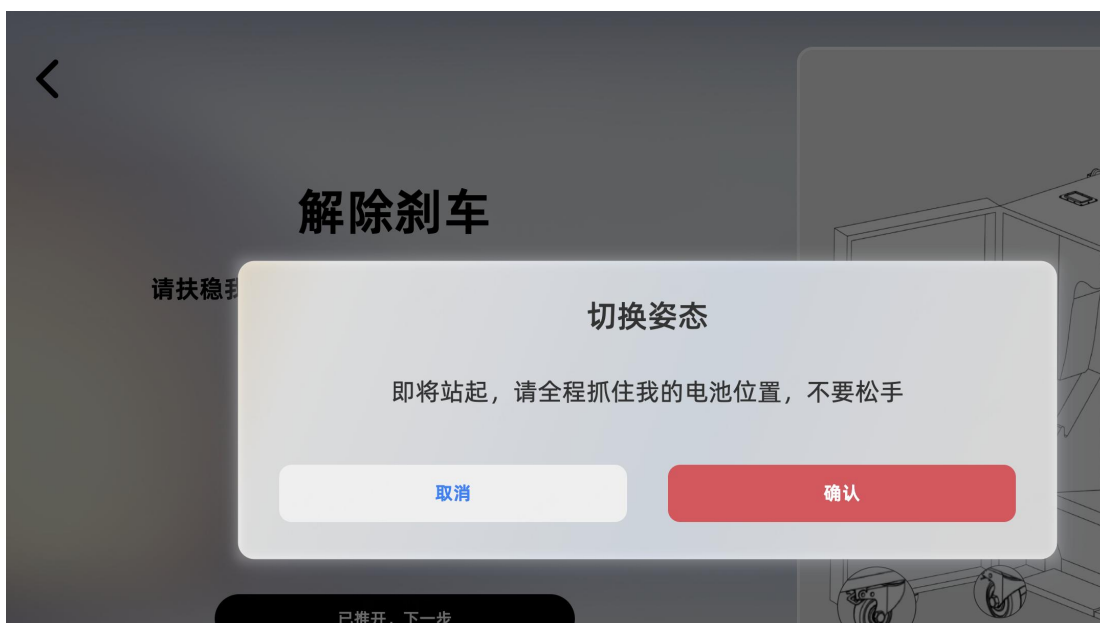 解除刹车
请扶稳我
切换姿态
即将站起，请全程抓住我的电池位置，不要松手
取消
确认
已推开，下一步